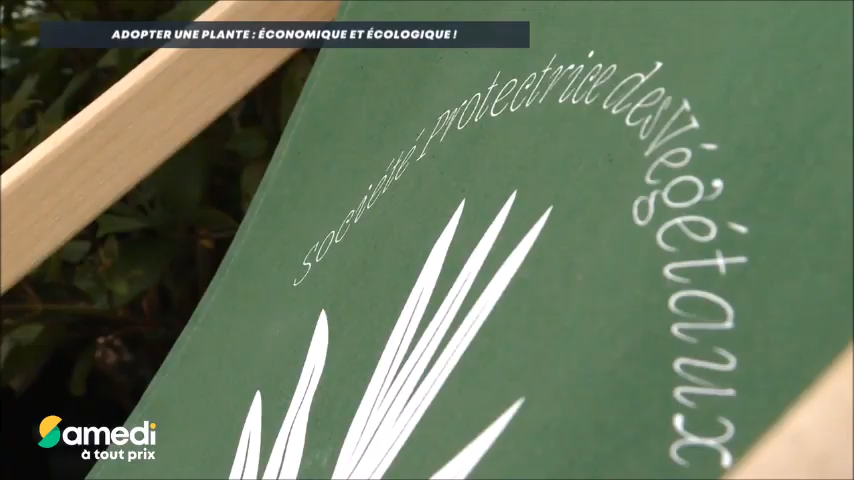 ADOPTER UNE PLANTE : ÉCONOMIQUE ET ÉCOLOGIQUE !
société Protectrice des Végétaux
Samedi
à tout prix